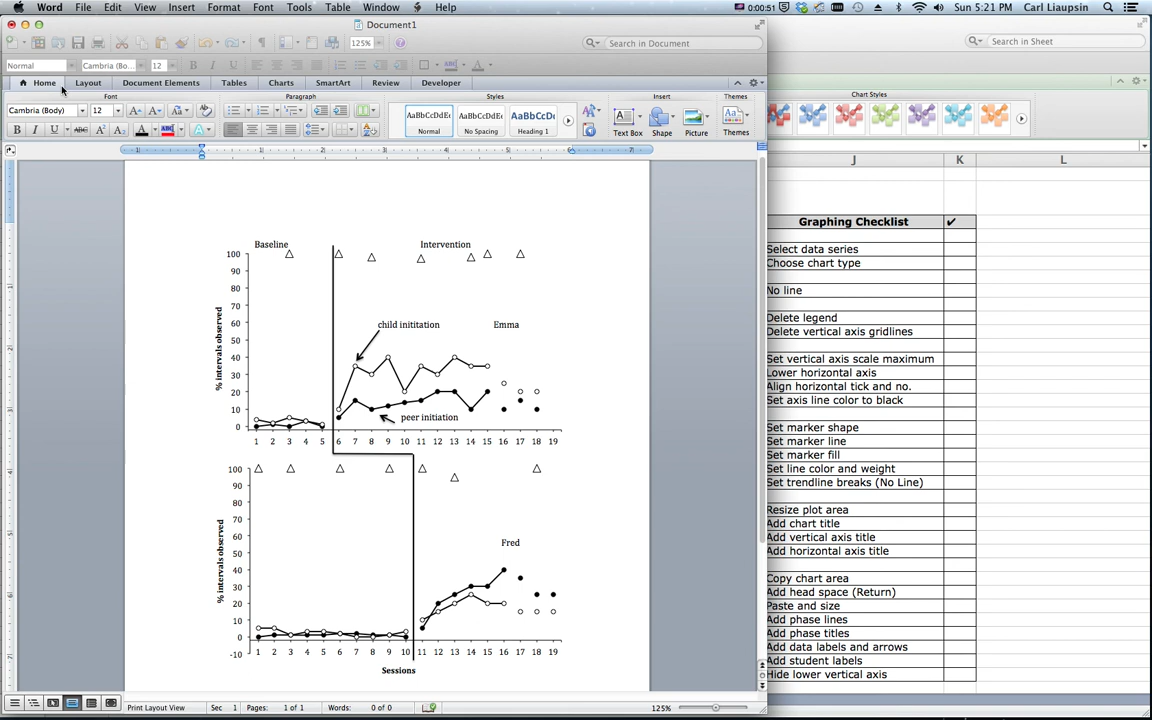 Word File Edit View Insert Format Font Tools Table Window Help 0:00:51 Sun 5:21 PM Carl Liaupsin
Document1
125% Search in Document
Search in Sheet
Normal Cambria (Bo... 12
Home Layout Document Elements Tables Charts SmartArt Review Developer
Font Paragraph Styles Insert Themes
Chart Styles
Cambria (Body) 12
AaBbCcDdEe AaBbCcDdEe AaBbCcDc
Normal No Spacing Heading 1 Text Box Shape Picture Themes
J K L
Graphing Checklist ✔
Select data series
Choose chart type
No line
Delete legend
Delete vertical axis gridlines
Set vertical axis scale maximum
Lower horizontal axis
Align horizontal tick and no.
Set axis line color to black
Set marker shape
Set marker line
Set marker fill
Set line color and weight
Set trendline breaks (No Line)
Resize plot area
Add chart title
Add vertical axis title
Add horizontal axis title
Copy chart area
Add head space (Return)
Paste and size
Add phase lines
Add phase titles
Add data labels and arrows
Add student labels
Hide lower vertical axis
Baseline Intervention
100
90
80
70
60
50
40
30
20
10
0
% intervals observed
child inititation
Emma
peer initiation
1 2 3 4 5 6 7 8 9 10 11 12 13 14 15 16 17 18 19
100
90
80
70
60
50
40
30
20
10
0
-10
% intervals observed
Fred
1 2 3 4 5 6 7 8 9 10 11 12 13 14 15 16 17 18 19
Sessions
Print Layout View Sec 1 Pages: 1 of 1 Words: 0 of 0 125%